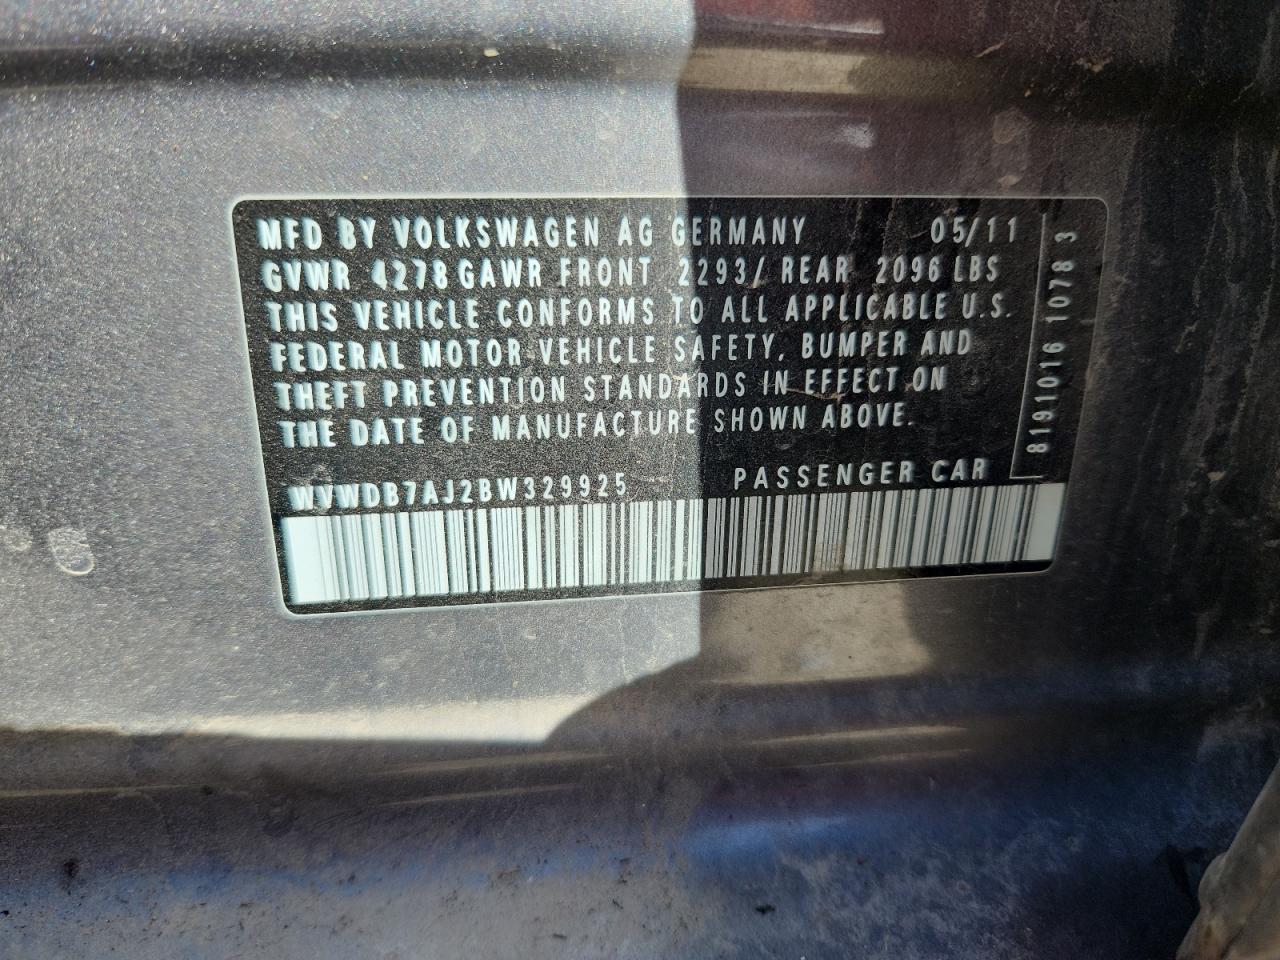 MFD BY VOLKSWAGEN AG GERMANY 05/11
GVWR 4278 GAWR FRONT 2293/ REAR 2096 LBS
THIS VEHICLE CONFORMS TO ALL APPLICABLE U.S.
FEDERAL MOTOR VEHICLE SAFETY, BUMPER AND
THEFT PREVENTION STANDARDS IN EFFECT ON
THE DATE OF MANUFACTURE SHOWN ABOVE.
WVWDB7AJ2BW329925 PASSENGER CAR
8191016 1078 3